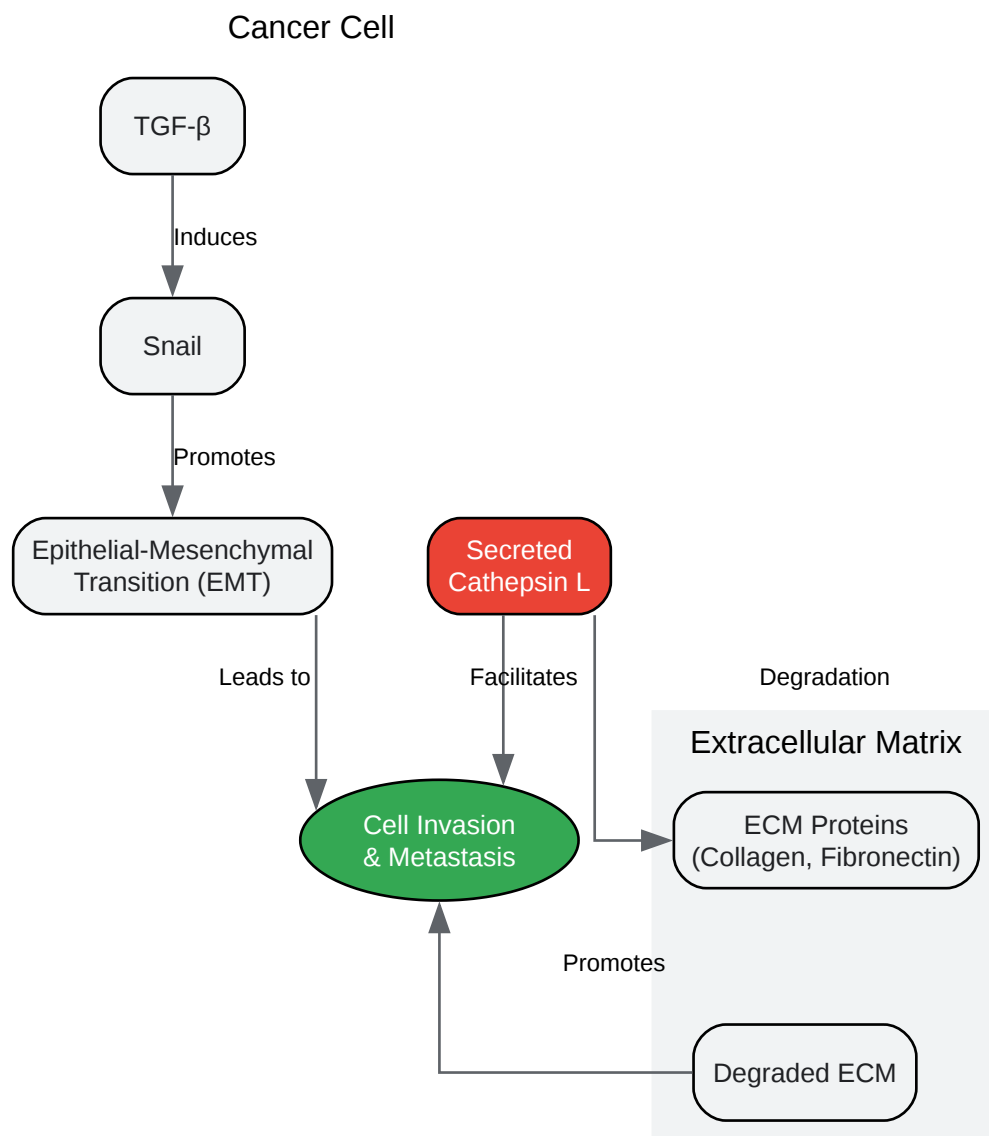 Cancer Cell
TGF-β
Induces
Snail
Promotes
Epithelial-Mesenchymal
Transition (EMT)
Secreted
Cathepsin L
Leads to
Facilitates
Degradation
Extracellular Matrix
Cell Invasion
& Metastasis
ECM Proteins
(Collagen, Fibronectin)
Promotes
Degraded ECM